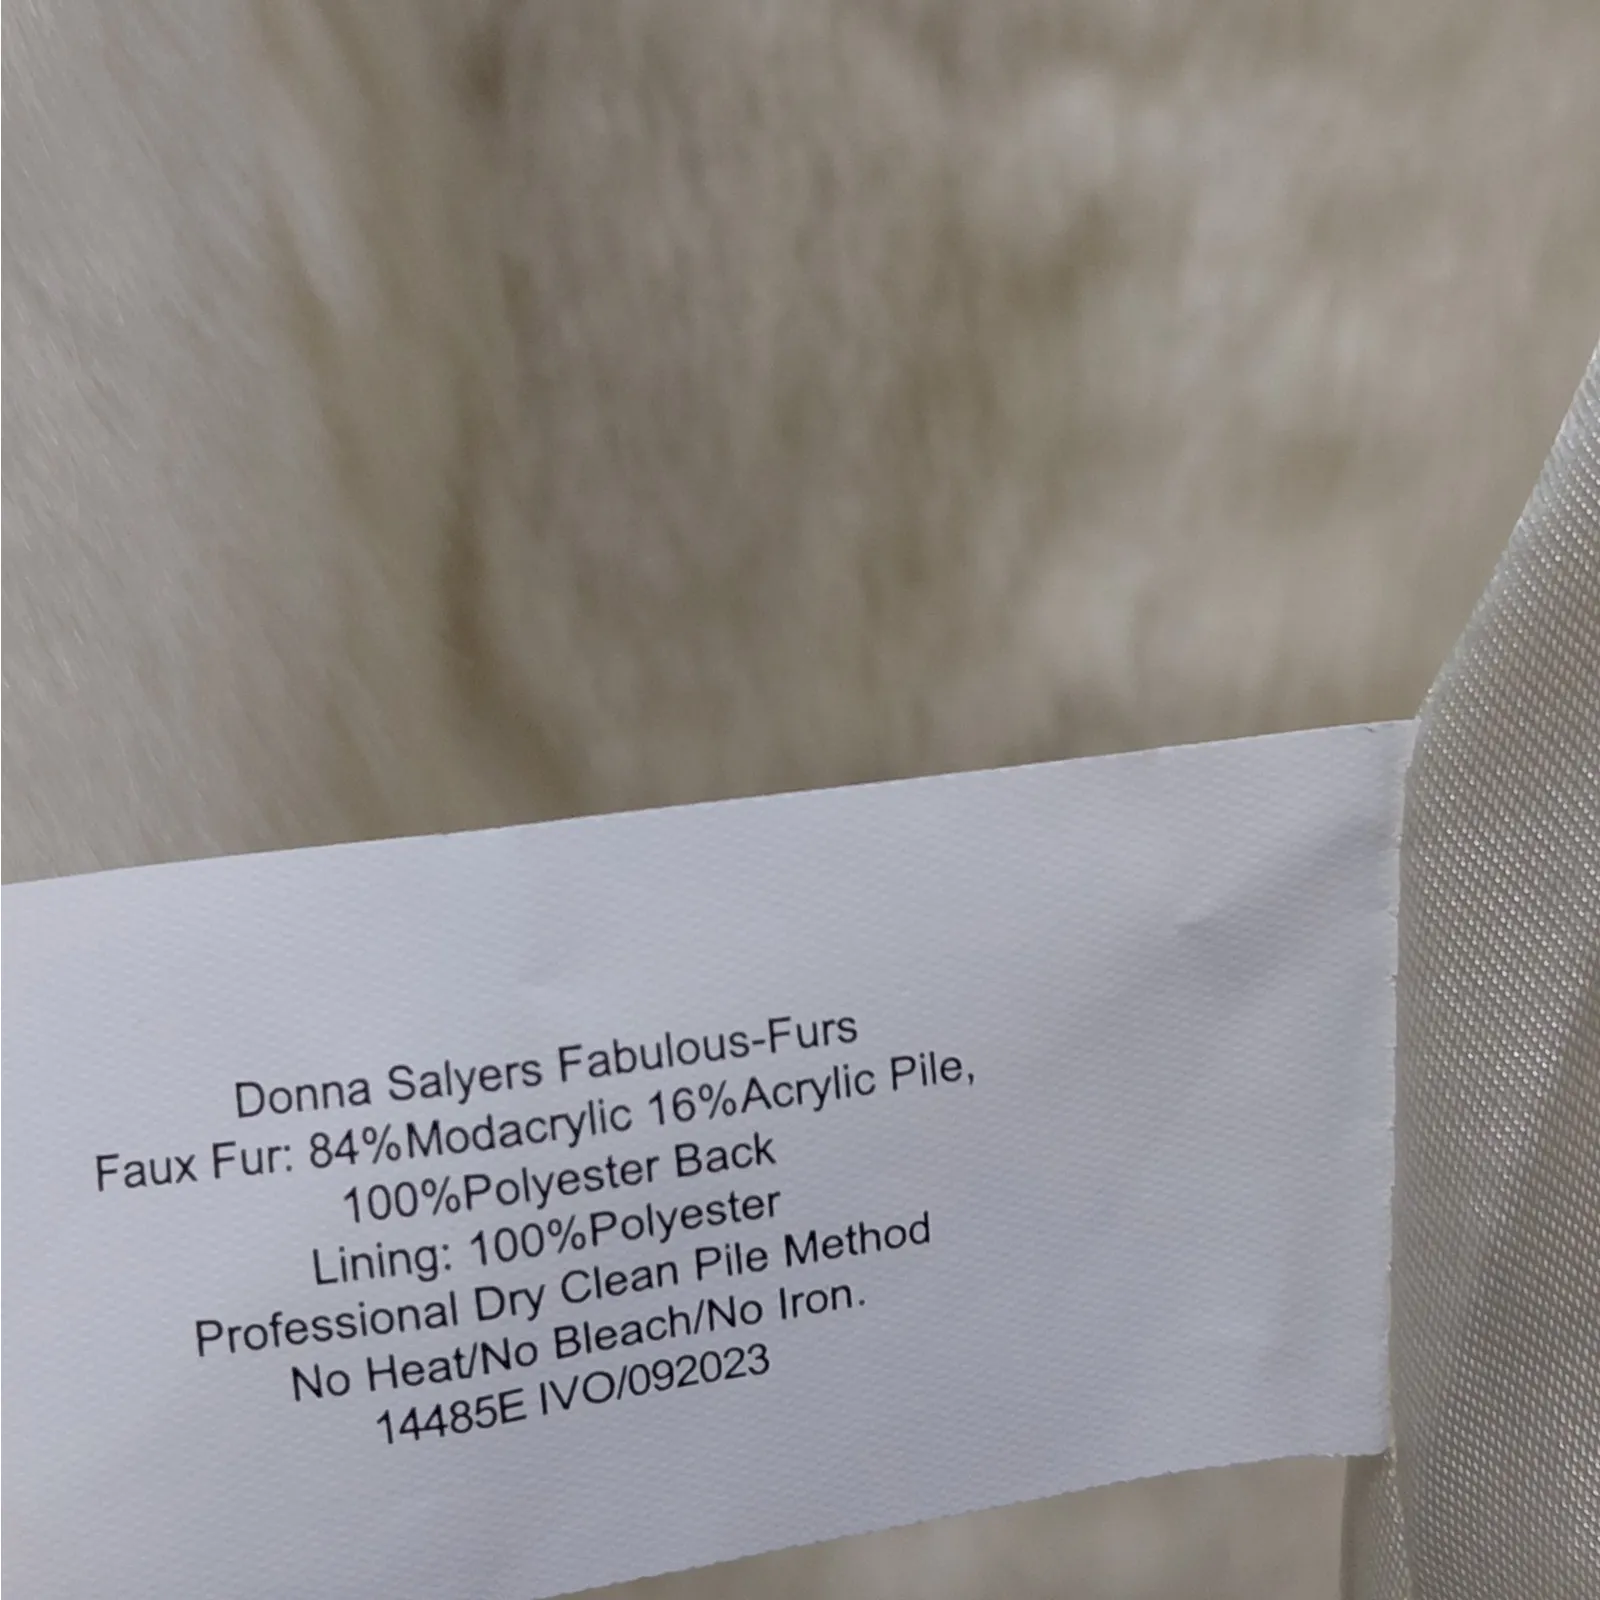 Donna Salyers Fabulous-Furs
Faux Fur: 84%Modacrylic 16%Acrylic Pile,
100%Polyester Back
Lining: 100%Polyester
Professional Dry Clean Pile Method
No Heat/No Bleach/No Iron.
14485E IVO/092023